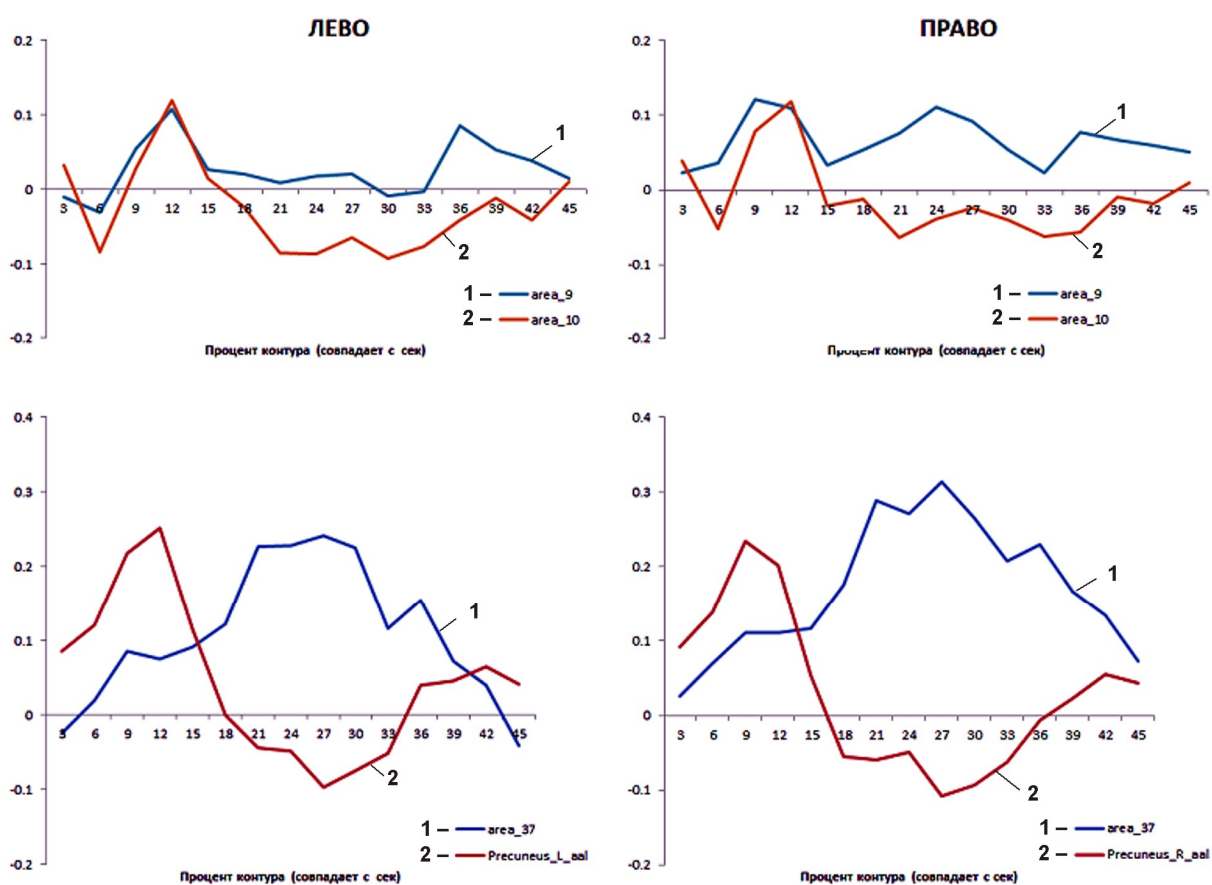 ЛЕВО
0.2
0.1
0
-0.1
-0.2
3 6 9 12 15 18 21 24 27 30 33 36 39 42 45
1
2
1 – area_9
2 – area_10
Процент контура (совпадает с сек)
ПРАВО
0.2
0.1
0
-0.1
-0.2
3 6 9 12 15 18 21 24 27 30 33 36 39 42 45
1
2
1 – area_9
2 – area_10
Процент контура (совпадает с сек)
0.4
0.3
0.2
0.1
0
-0.1
-0.2
3 6 9 12 15 18 21 24 27 30 33 36 39 42 45
1
2
1 – area_37
2 – Precuneus_L_aal
Процент контура (совпадает с сек)
0.4
0.3
0.2
0.1
0
-0.1
-0.2
3 6 9 12 15 18 21 24 27 30 33 36 39 42 45
1
2
1 – area_37
2 – Precuneus_R_aal
Процент контура (совпадает с сек)